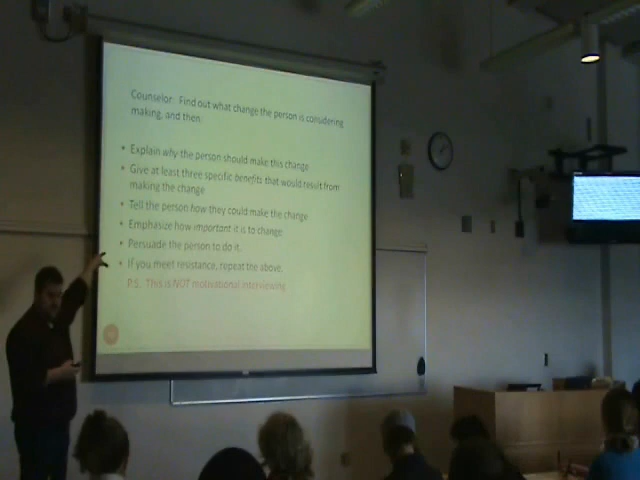 Counselor: Find out what change the person is considering
making, and then:
• Explain why the person should make this change
• Give at least three specific benefits that would result from
making the change
• Tell the person how they could make the change
• Emphasize how important it is to change
• Persuade the person to do it.
• If you meet resistance, repeat the above.
P.S. This is NOT motivational interviewing